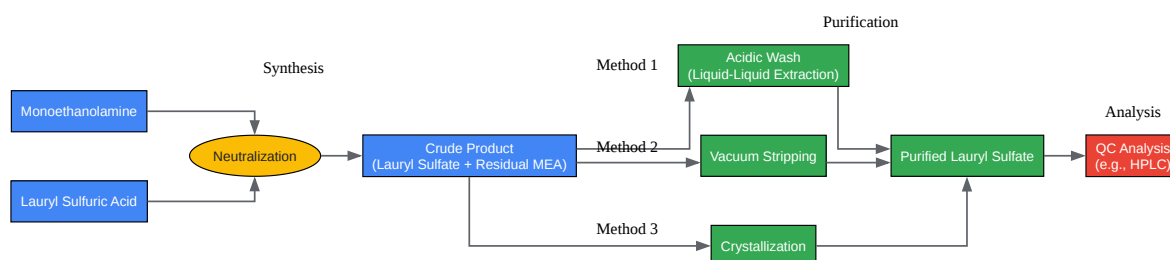 Purification
Synthesis
Method 1
Acidic Wash
(Liquid-Liquid Extraction)
Monoethanolamine
Analysis
Neutralization
Crude Product
(Lauryl Sulfate + Residual MEA)
Method 2
Vacuum Stripping
Purified Lauryl Sulfate
QC Analysis
(e.g., HPLC)
Lauryl Sulfuric Acid
Method 3
Crystallization